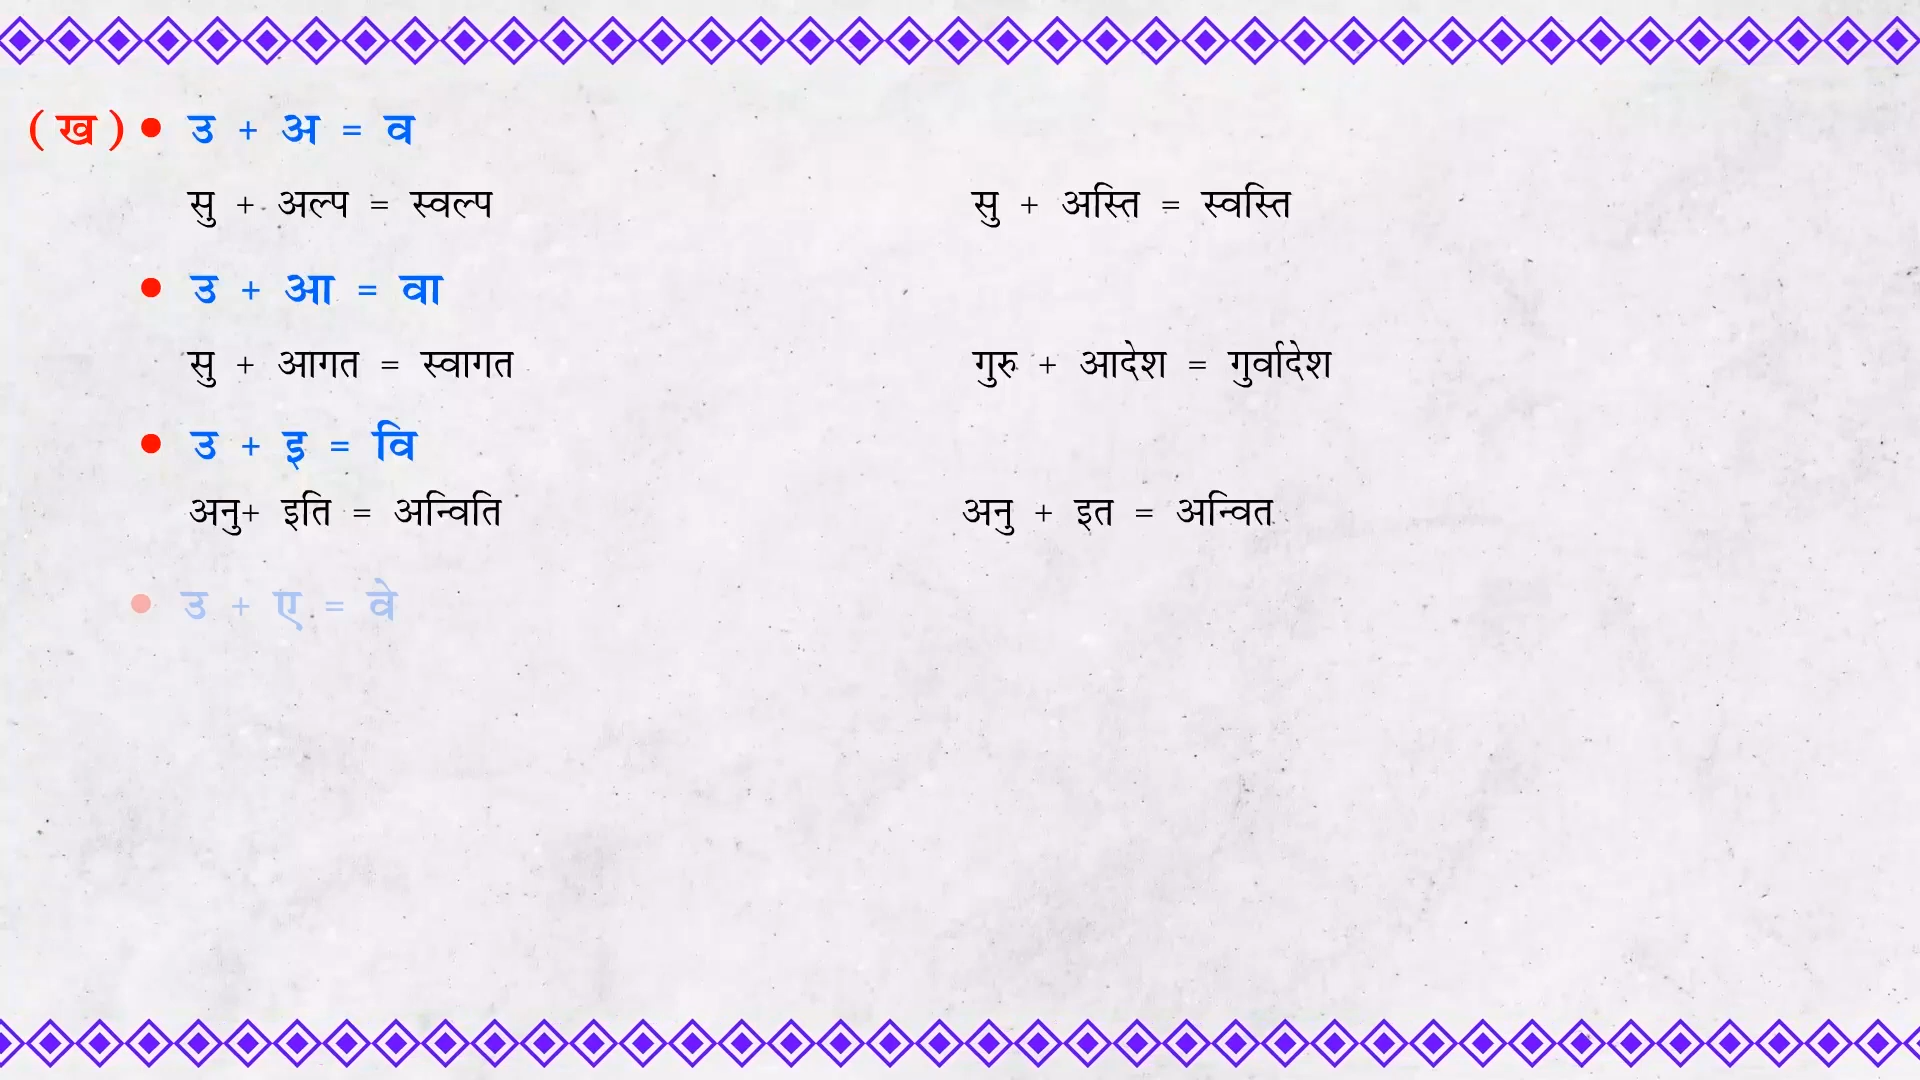 (ख) • उ + अ = व
सु + अल्प = स्वल्प सु + अस्ति = स्वस्ति
• उ + आ = वा
सु + आगत = स्वागत गुरु + आदेश = गुर्वादेश
• उ + इ = वि
अनु+ इति = अन्विति अनु + इत = अन्वित
• उ + ए = वे